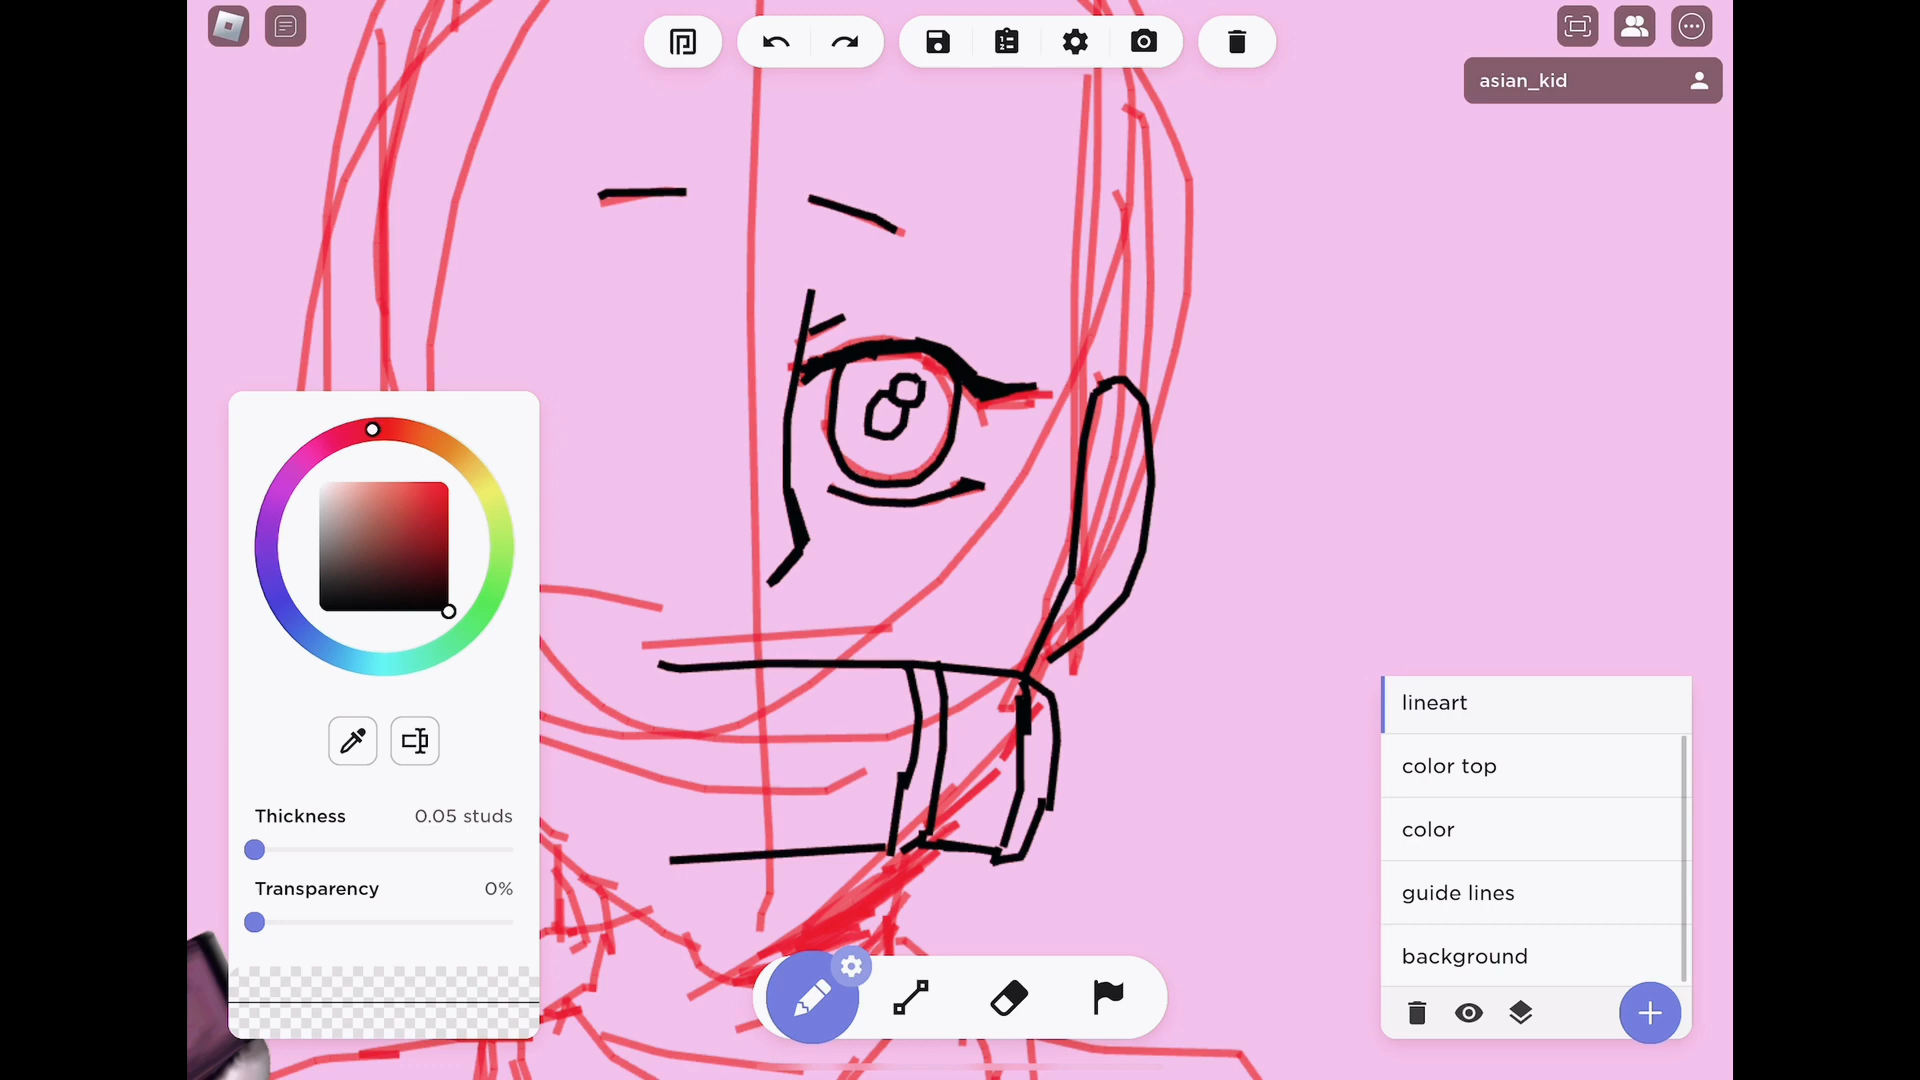 asian_kid
Thickness 0.05 studs
Transparency 0%
lineart
color top
color
guide lines
background